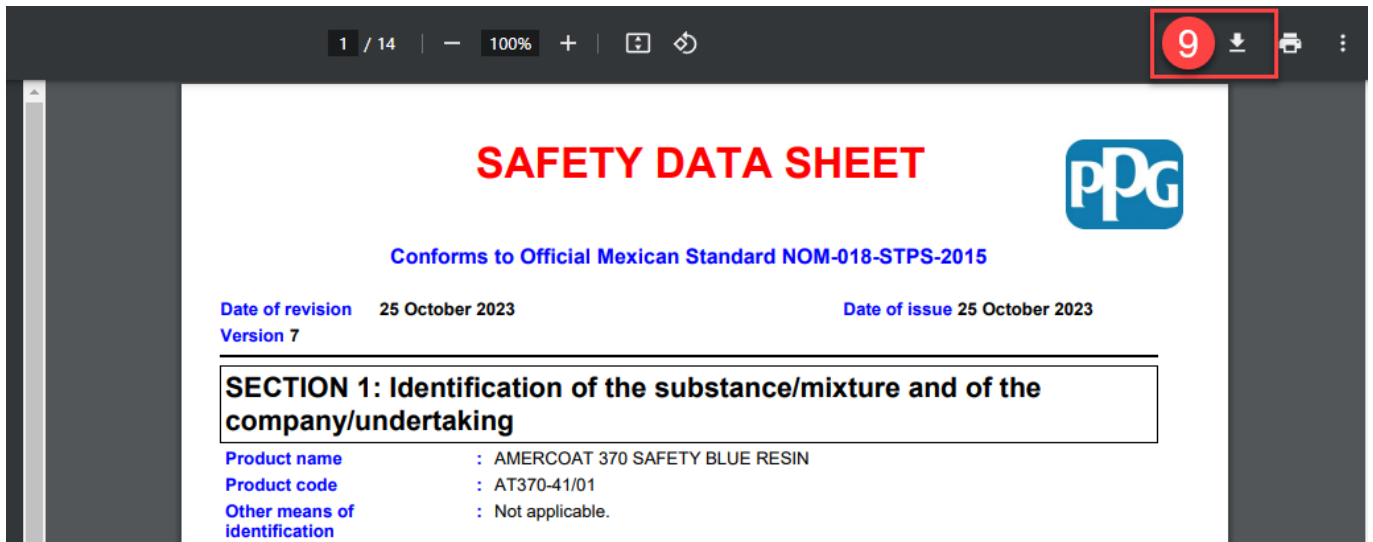 1 / 14 | — 100% + |
9
SAFETY DATA SHEET
PPG
Conforms to Official Mexican Standard NOM-018-STPS-2015
Date of revision 25 October 2023 Date of issue 25 October 2023
Version 7
SECTION 1: Identification of the substance/mixture and of the
company/undertaking
Product name : AMERCOAT 370 SAFETY BLUE RESIN
Product code : AT370-41/01
Other means of : Not applicable.
identification